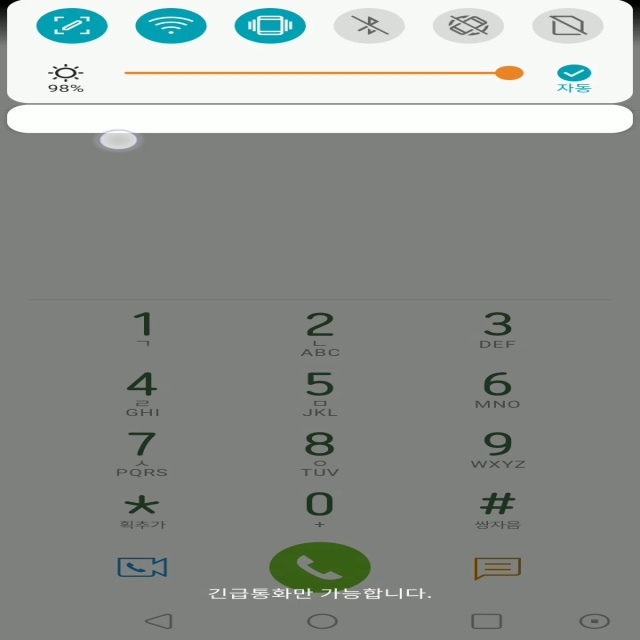 98% 자동
1 2 3
ㄱ ㄴ DEF
ABC
4 5 6
ㄹ ㅁ MNO
GHI JKL
7 8 9
ㅅ ㅇ WXYZ
PQRS TUV
* 0 #
획추가 + 쌍자음
긴급통화만 가능합니다.